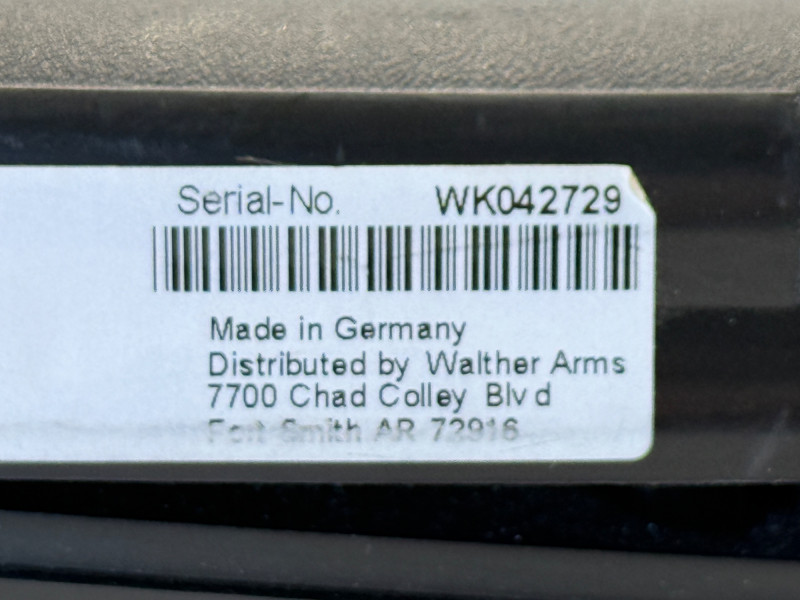 Serial-No. WK042729
Made in Germany
Distributed by Walther Arms
7700 Chad Colley Blvd
Fort Smith AR 72916